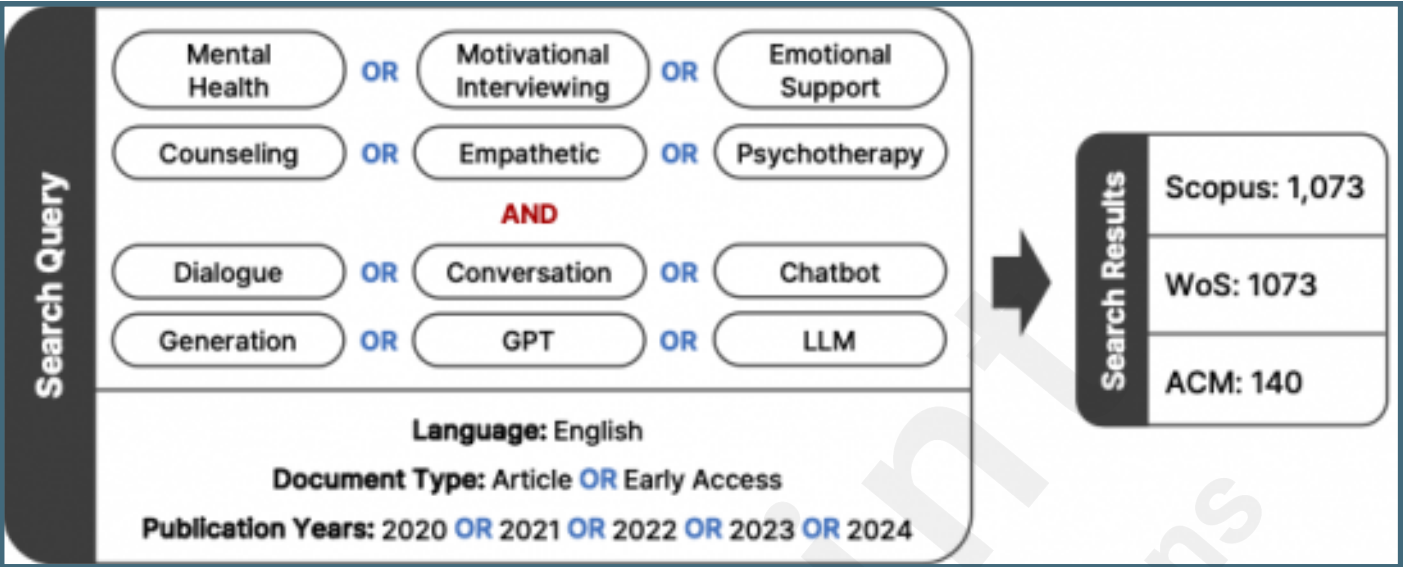 Search Query
Mental Health OR Motivational Interviewing OR Emotional Support
Counseling OR Empathetic OR Psychotherapy
AND
Dialogue OR Conversation OR Chatbot
Generation OR GPT OR LLM
Language: English
Document Type: Article OR Early Access
Publication Years: 2020 OR 2021 OR 2022 OR 2023 OR 2024
Search Results
Scopus: 1,073
WoS: 1073
ACM: 140
int
ns